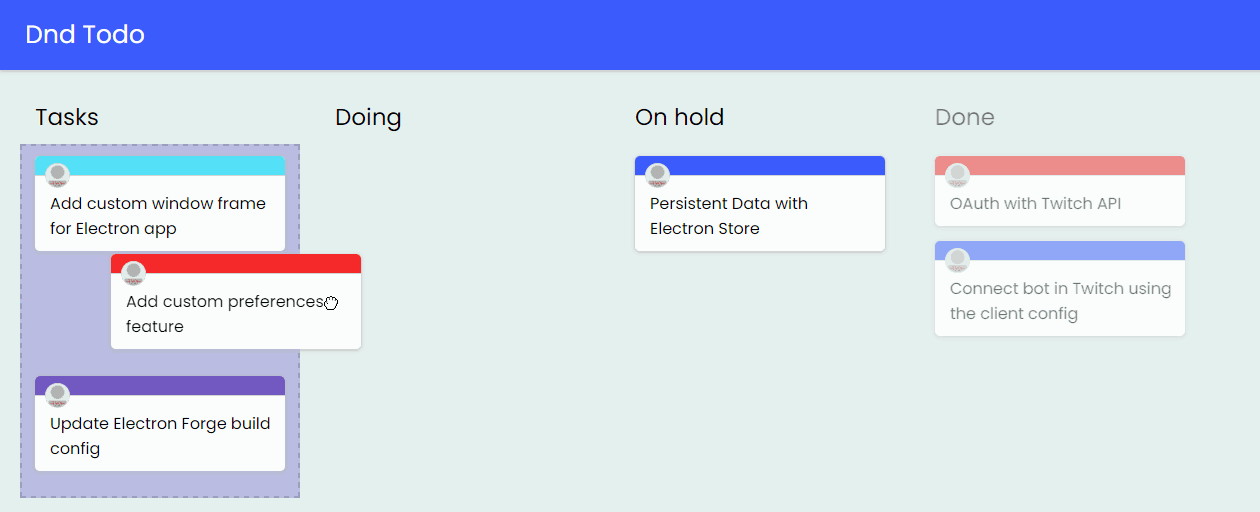 Dnd Todo
Tasks
Add custom window frame
for Electron app
Add custom preferences
feature
Update Electron Forge build
config
Doing
On hold
Persistent Data with
Electron Store
Done
OAuth with Twitch API
Connect bot in Twitch using
the client config